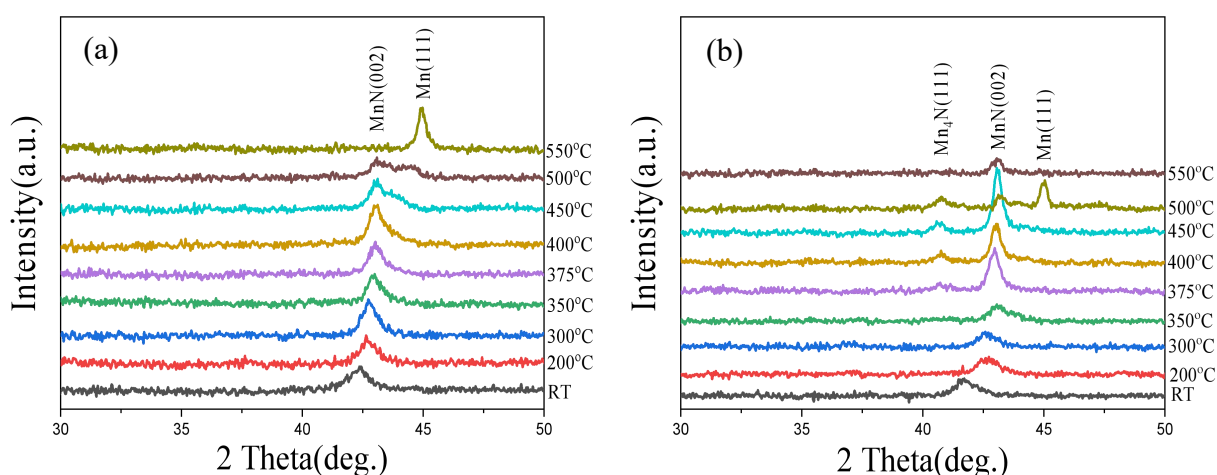 (a)
MnN(002)
Mn(111)
550°C
500°C
450°C
400°C
375°C
350°C
300°C
200°C
RT
Intensity(a.u.)
30
35
40
45
50
2 Theta(deg.)
(b)
Mn₄N(111)
MnN(002)
Mn(111)
550°C
500°C
450°C
400°C
375°C
350°C
300°C
200°C
RT
Intensity(a.u.)
30
35
40
45
50
2 Theta(deg.)